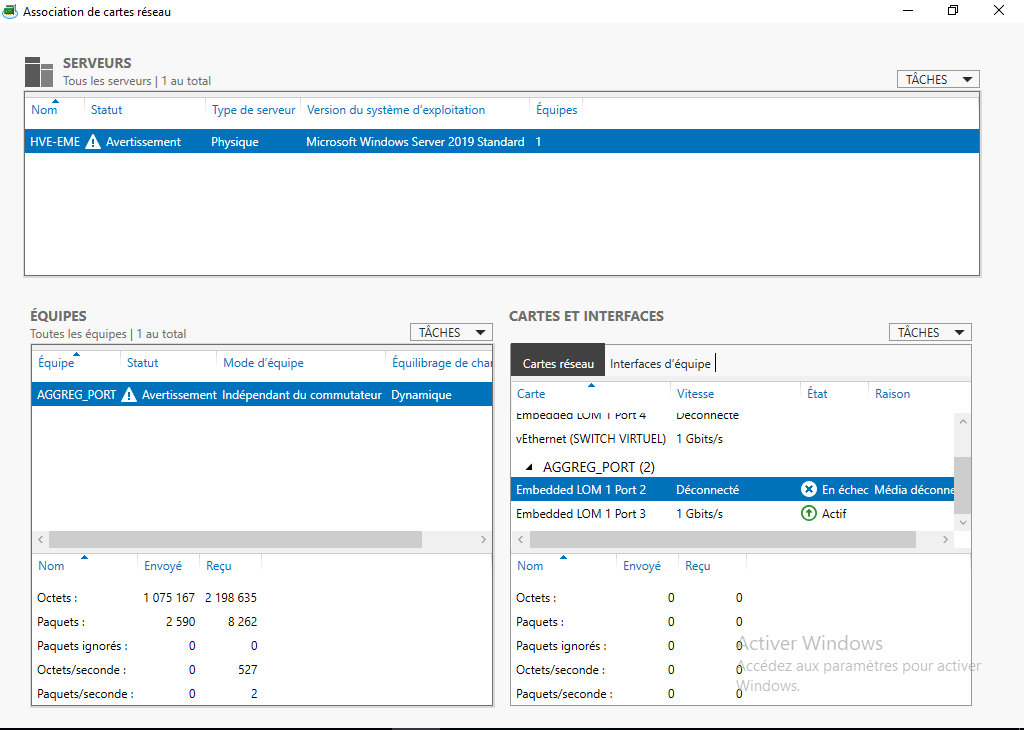 Association de cartes réseau
SERVEURS
Tous les serveurs | 1 au total
TÂCHES
Nom Statut Type de serveur Version du système d'exploitation Équipes
HVE-EME Avertissement Physique Microsoft Windows Server 2019 Standard 1
ÉQUIPES
Toutes les équipes | 1 au total
TÂCHES
Équipe Statut Mode d'équipe Équilibrage de char
AGGREG_PORT Avertissement Indépendant du commutateur Dynamique
Nom Envoyé Reçu
Octets : 1 075 167 2 198 635
Paquets : 2 590 8 262
Paquets ignorés : 0 0
Octets/seconde : 0 527
Paquets/seconde : 0 2
CARTES ET INTERFACES
TÂCHES
Cartes réseau Interfaces d'équipe
Carte Vitesse État Raison
Embedded LOM 1 Port 4 Déconnecté
vEthernet (SWITCH VIRTUEL) 1 Gbits/s
AGGREG_PORT (2)
Embedded LOM 1 Port 2 Déconnecté En échec Média déconne
Embedded LOM 1 Port 3 1 Gbits/s Actif
Nom Envoyé Reçu
Octets : 0 0
Paquets : 0 0
Paquets ignorés : 0 0
Octets/seconde : 0 0
Paquets/seconde : 0 0
Activer Windows
Accédez aux paramètres pour activer
Windows.